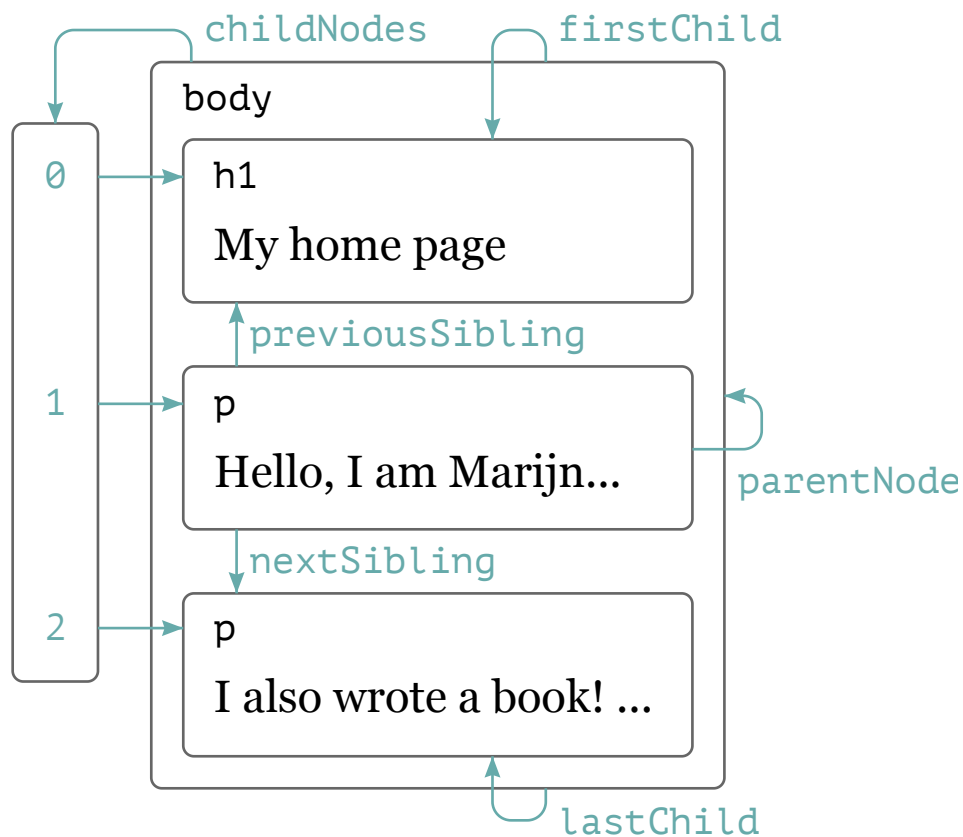 childNodes
firstChild
body
0
h1
My home page
previousSibling
1
p
Hello, I am Marijn...
parentNode
nextSibling
2
p
I also wrote a book! ...
lastChild